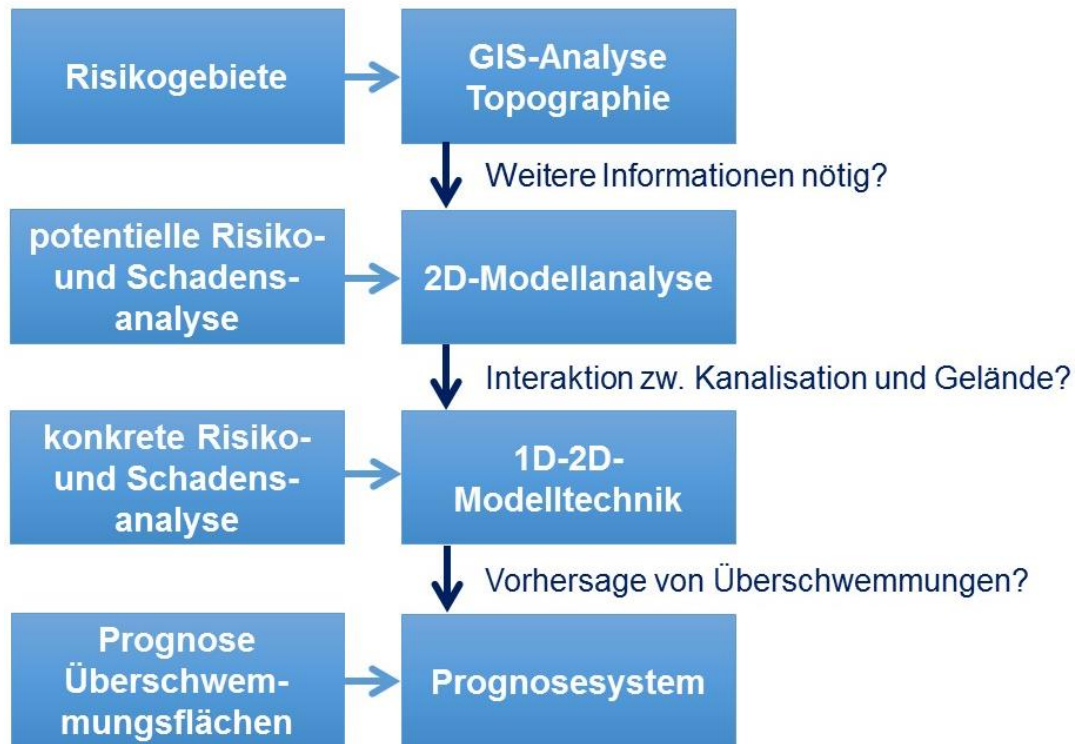 Risikogebiete
GIS-Analyse
Topographie
Weitere Informationen nötig?
potentielle Risiko-
und Schadens-
analyse
2D-Modellanalyse
Interaktion zw. Kanalisation und Gelände?
konkrete Risiko-
und Schadens-
analyse
1D-2D-
Modelltechnik
Vorhersage von Überschwemmungen?
Prognose
Überschwem-
mungsflächen
Prognosesystem